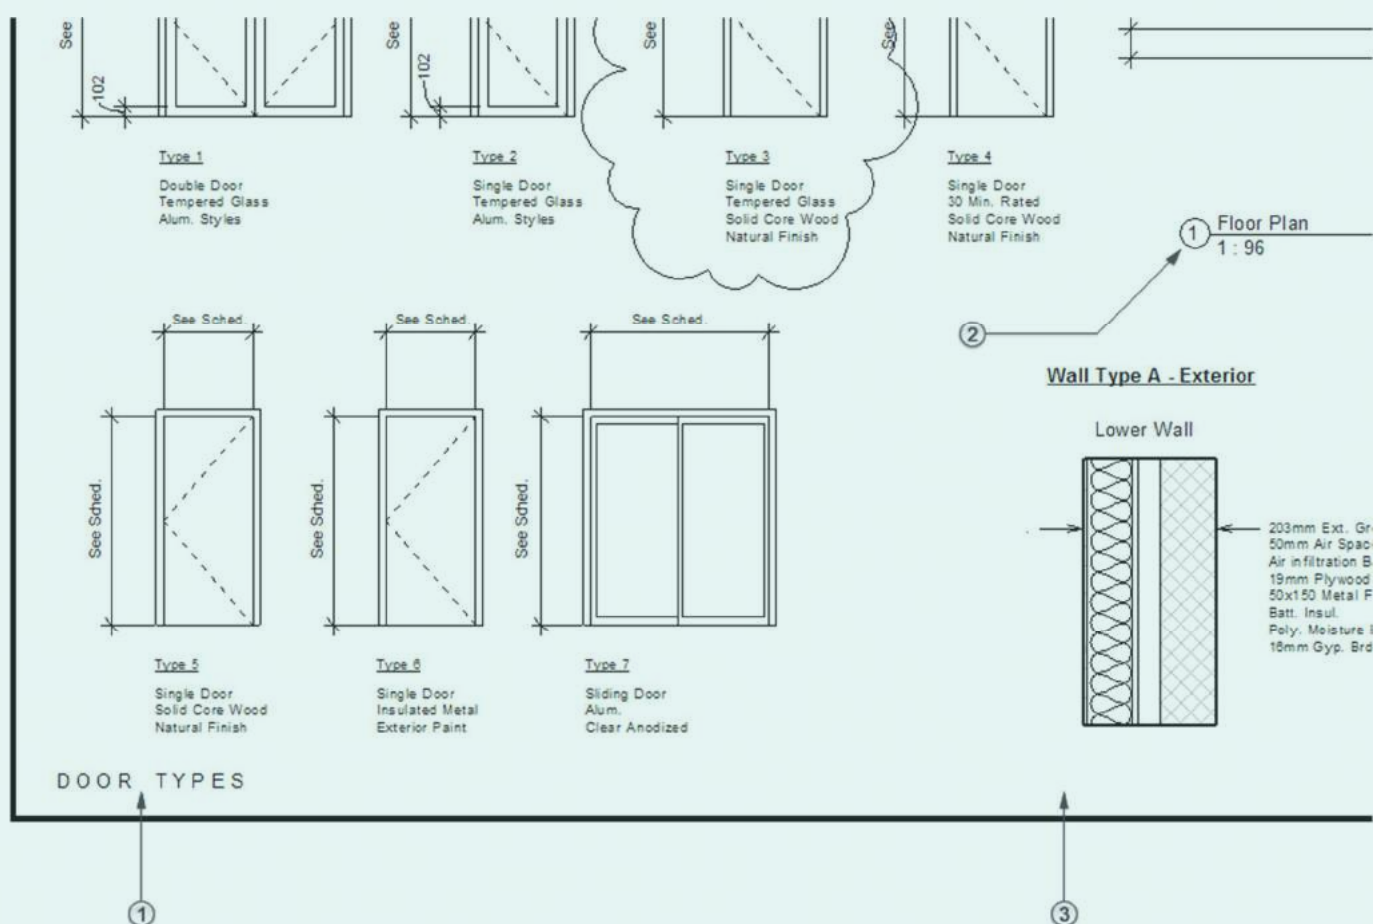 See
102
See
102
See
See
Type 1
Double Door
Tempered Glass
Alum. Styles
Type 2
Single Door
Tempered Glass
Alum. Styles
Type 3
Single Door
Tempered Glass
Solid Core Wood
Natural Finish
Type 4
Single Door
30 Min. Rated
Solid Core Wood
Natural Finish
1
Floor Plan
1 : 96
2
See Sched.
See Sched.
See Sched.
See Sched.
See Sched.
See Sched.
Type 5
Single Door
Solid Core Wood
Natural Finish
Type 6
Single Door
Insulated Metal
Exterior Paint
Type 7
Sliding Door
Alum.
Clear Anodized
Wall Type A - Exterior
Lower Wall
203mm Ext. Gr
50mm Air Spac
Air infiltration B
19mm Plywood
50x150 Metal F
Batt. Insul.
Poly. Moisture
16mm Gyp. Brd
DOOR TYPES
1
3